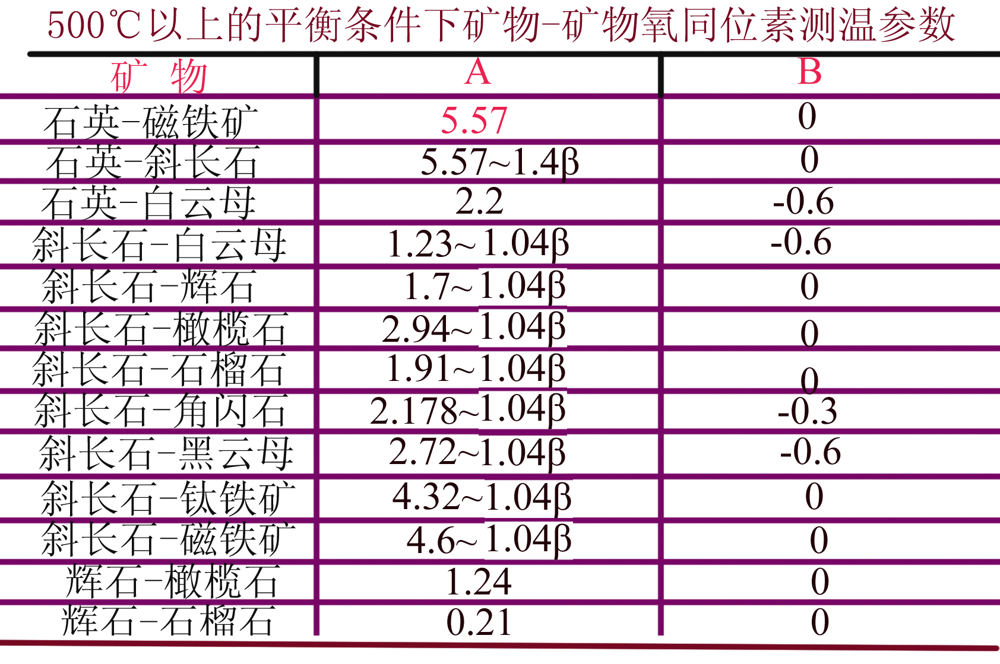 500℃以上的平衡条件下矿物-矿物氧同位素测温参数
矿 物 A B
石英-磁铁矿 5.57 0
石英-斜长石 5.57~1.4β 0
石英-白云母 2.2 -0.6
斜长石-白云母 1.23~1.04β -0.6
斜长石-辉石 1.7~1.04β 0
斜长石-橄榄石 2.94~1.04β 0
斜长石-石榴石 1.91~1.04β 0
斜长石-角闪石 2.178~1.04β -0.3
斜长石-黑云母 2.72~1.04β -0.6
斜长石-钛铁矿 4.32~1.04β 0
斜长石-磁铁矿 4.6~1.04β 0
辉石-橄榄石 1.24 0
辉石-石榴石 0.21 0